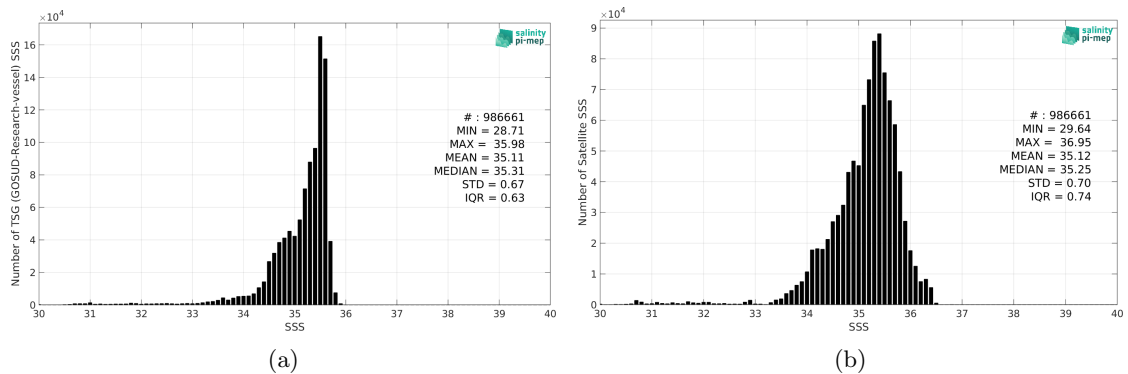 ×10⁴
Number of TSG (GOSUD-Research-vessel) SSS
16
14
12
10
8
6
4
2
0
30 31 32 33 34 35 36 37 38 39 40
SSS
salinity
pi-mep
# : 986661
MIN = 28.71
MAX = 35.98
MEAN = 35.11
MEDIAN = 35.31
STD = 0.67
IQR = 0.63
(a)
×10⁴
Number of Satellite SSS
9
8
7
6
5
4
3
2
1
0
30 31 32 33 34 35 36 37 38 39 40
SSS
salinity
pi-mep
# : 986661
MIN = 29.64
MAX = 36.95
MEAN = 35.12
MEDIAN = 35.25
STD = 0.70
IQR = 0.74
(b)